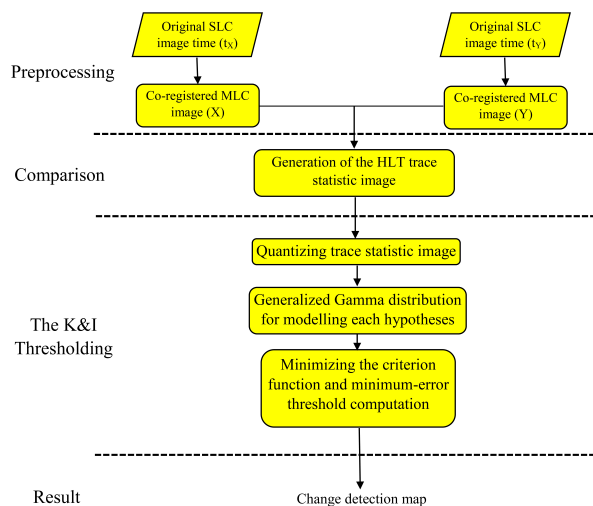 Original SLC
image time (tX)
Original SLC
image time (tY)
Preprocessing
Co-registered MLC
image (X)
Co-registered MLC
image (Y)
Comparison
Generation of the HLT trace
statistic image
Quantizing trace statistic image
Generalized Gamma distribution
for modelling each hypotheses
The K&I
Thresholding
Minimizing the criterion
function and minimum-error
threshold computation
Result
Change detection map